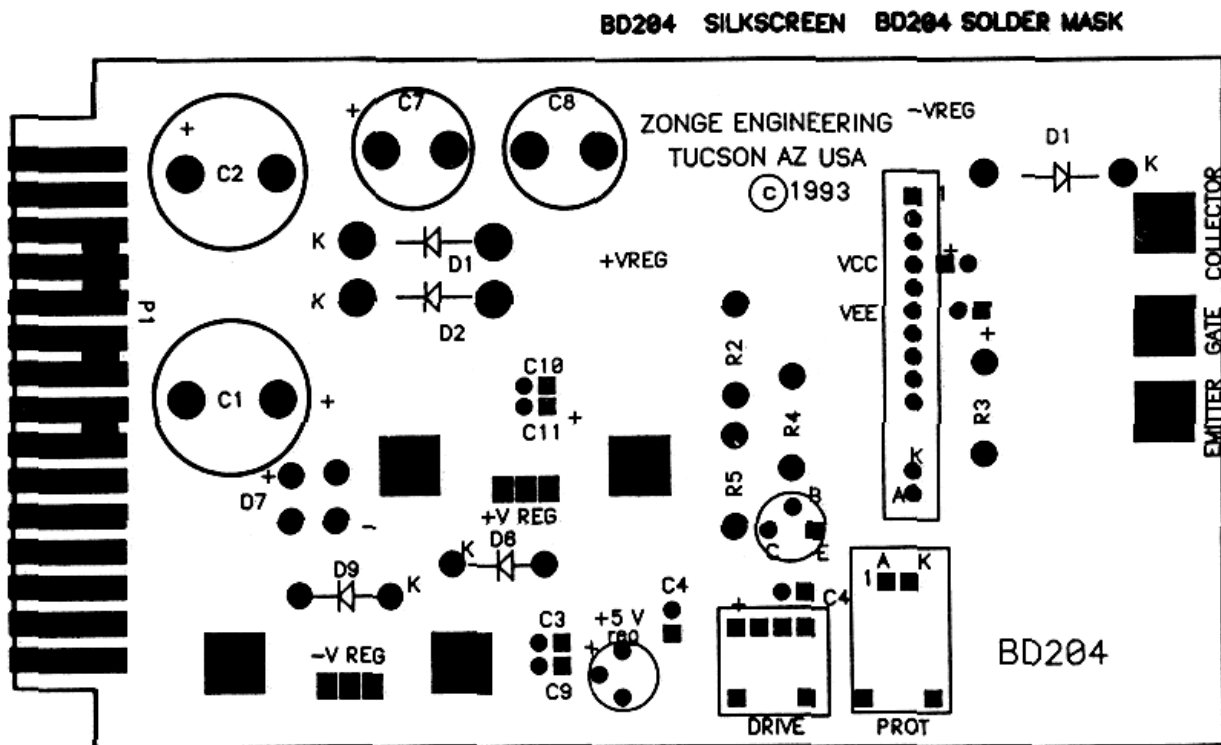 BD204 SILKSCREEN BD204 SOLDER MASK
+ C7 C8
ZONGE ENGINEERING
-VREG
TUCSON AZ USA
© 1993
D1
K
+
C2
1
COLLECTOR
K
D1
+VREG
VCC
+
K
D2
P1
VEE
+
GATE
C10
C11
+
R2
R4
R3
EMITTER
C1
+
K
A
+
D7
-
+V REG
R5
B
C
E
K
D8
D9
K
A
K
1
C4
C4
+
+5 V
reg
C3
+
C9
-V REG
BD204
DRIVE
PROT